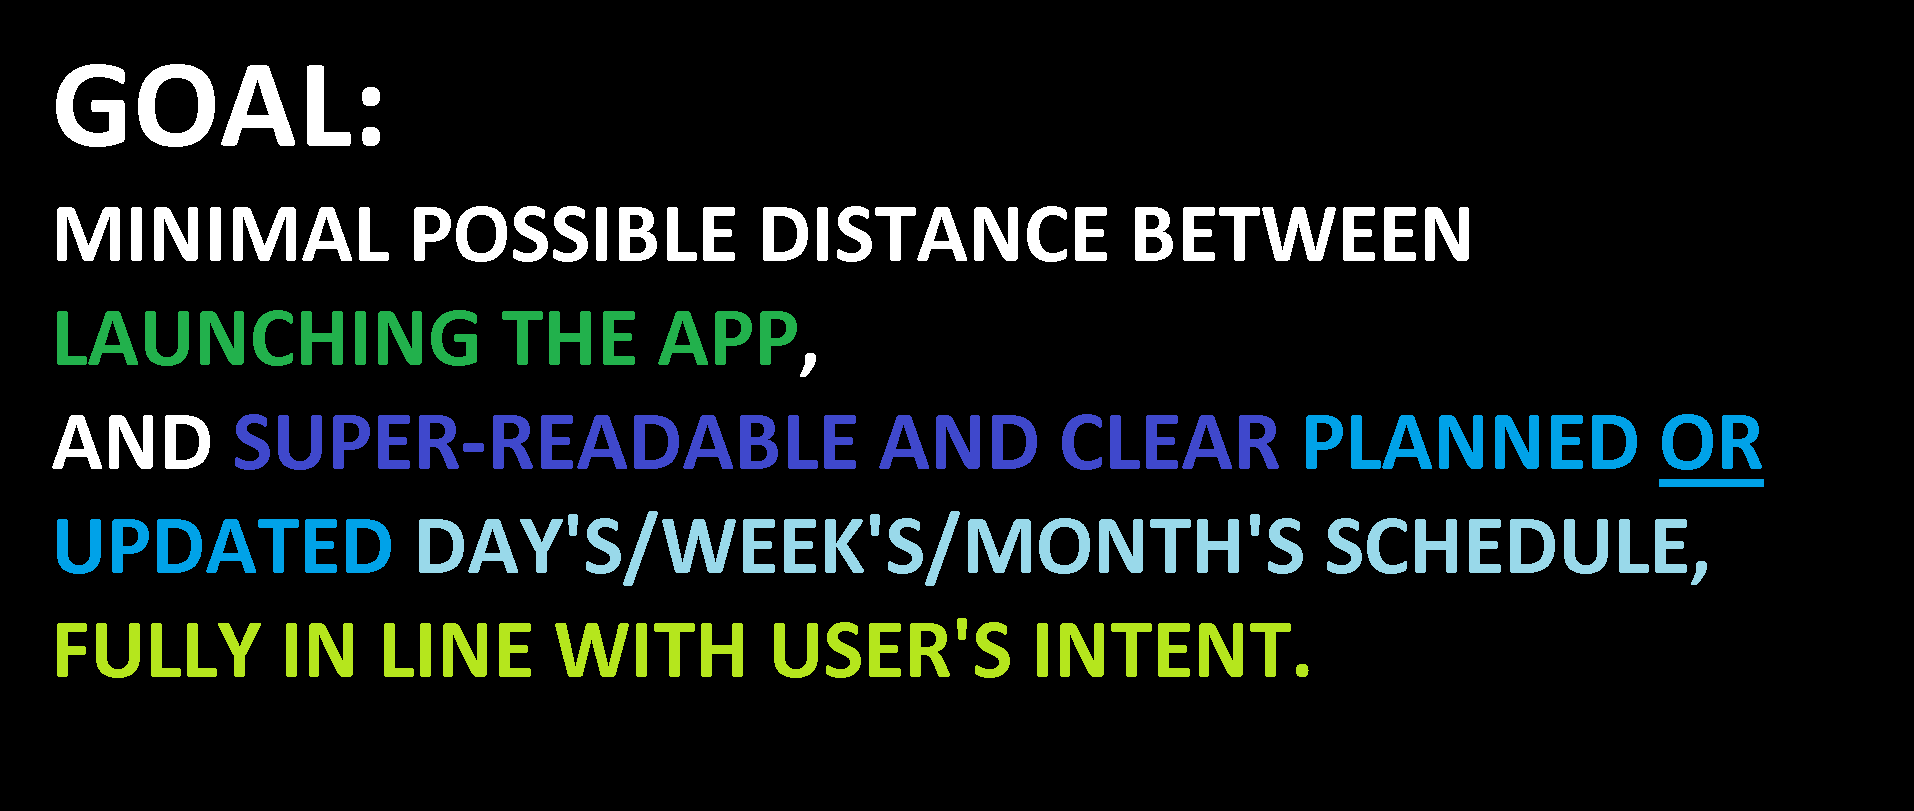 GOAL:
MINIMAL POSSIBLE DISTANCE BETWEEN
LAUNCHING THE APP,
AND SUPER-READABLE AND CLEAR PLANNED OR
UPDATED DAY'S/WEEK'S/MONTH'S SCHEDULE,
FULLY IN LINE WITH USER'S INTENT.